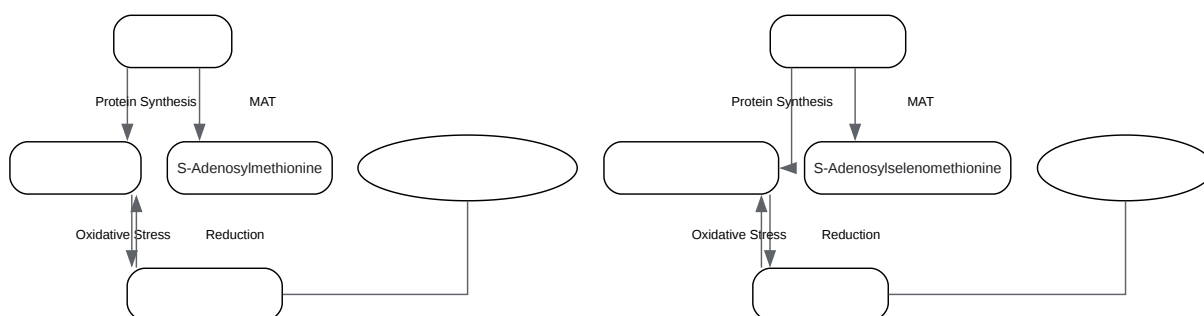 Protein Synthesis MAT
Protein Synthesis MAT
S-Adenosylmethionine
S-Adenosylselenomethionine
Oxidative Stress Reduction
Oxidative Stress Reduction